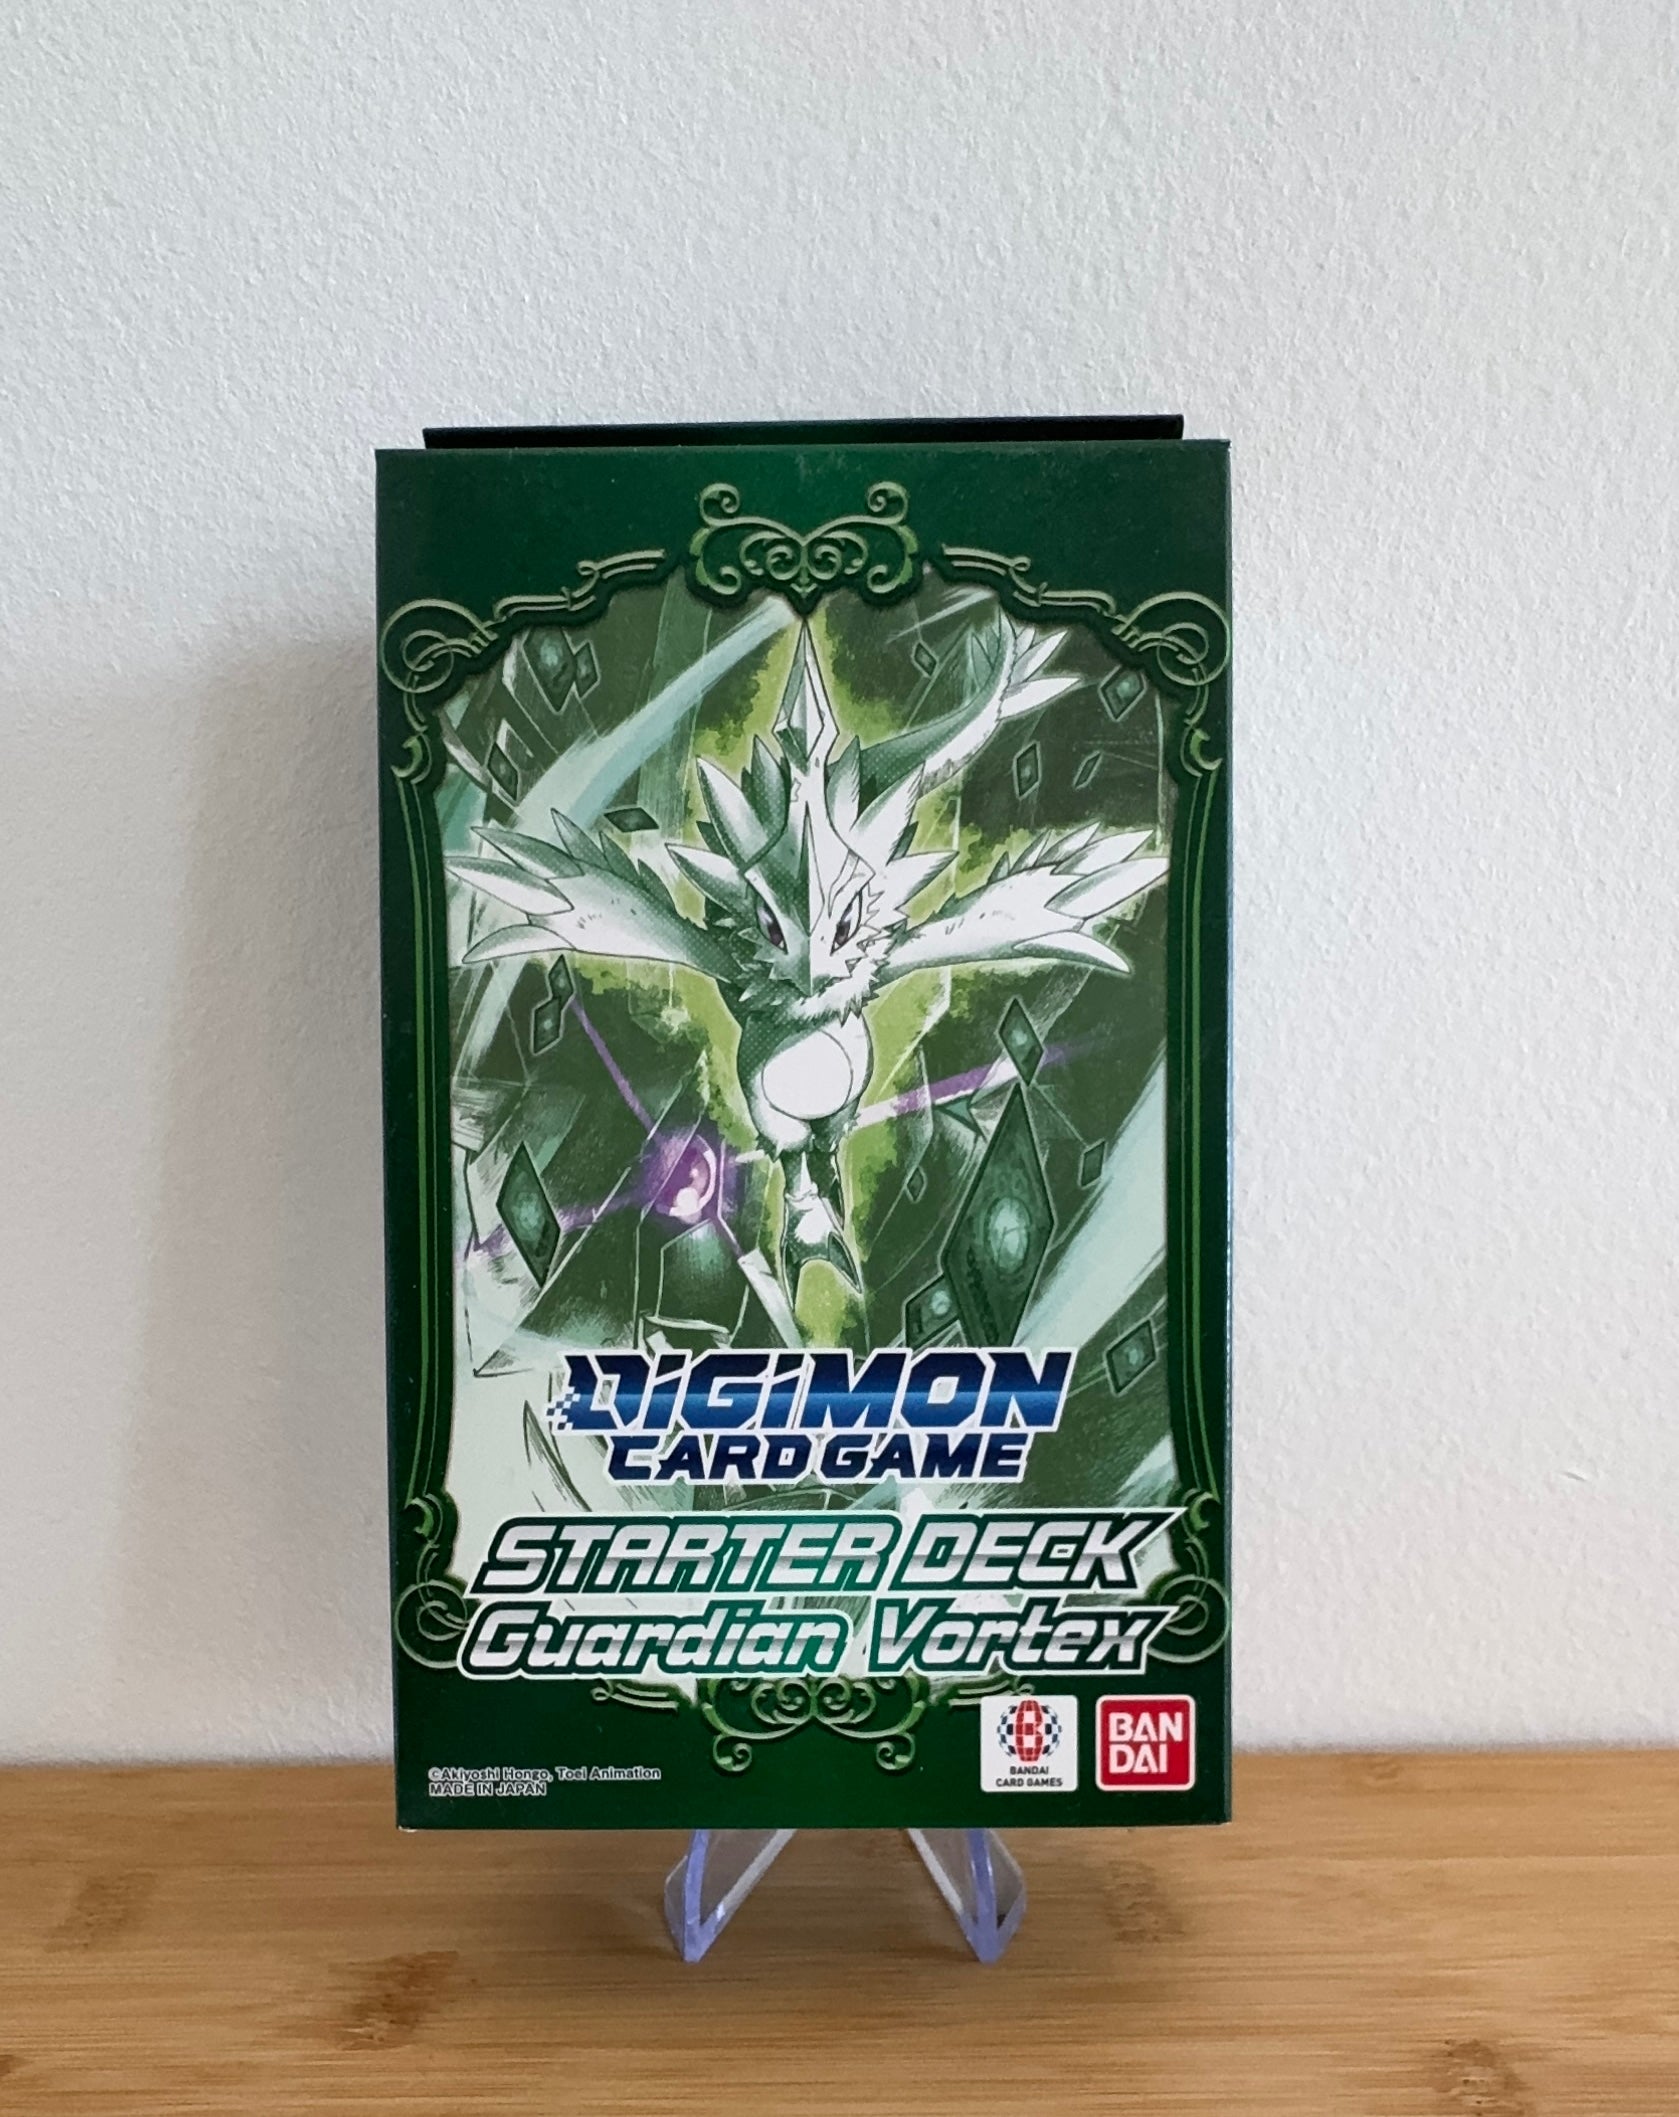 DIGIMON
CARD GAME
STARTER DECK
Guardian Vortex
©Akiyoshi Hongo, Toei Animation
MADE IN JAPAN
BANDAI
CARD GAMES
BAN
DAI